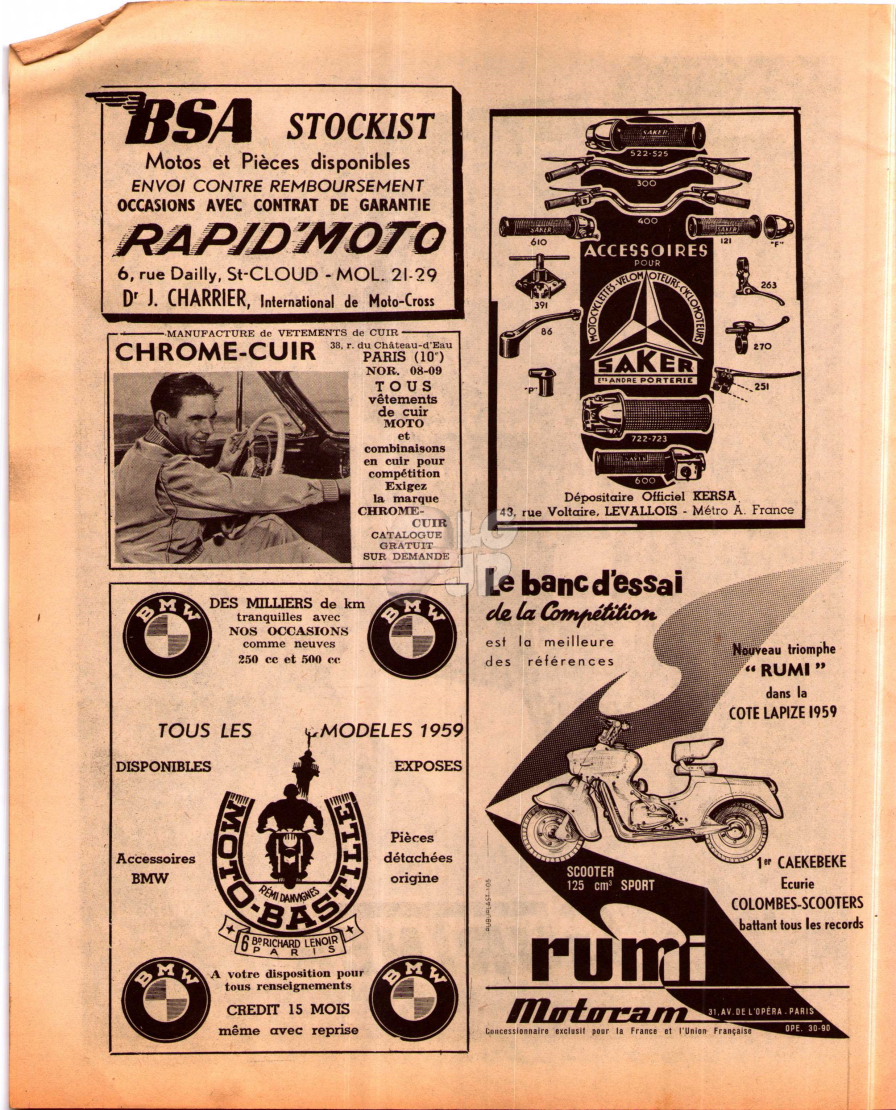 BSA STOCKIST
Motos et Pièces disponibles
ENVOI CONTRE REMBOURSEMENT
OCCASIONS AVEC CONTRAT DE GARANTIE
RAPID'MOTO
6, rue Dailly, St-CLOUD - MOL. 21-29
Dr J. CHARRIER, International de Moto-Cross
MANUFACTURE de VETEMENTS de CUIR
CHROME-CUIR
38, r. du Château-d'Eau
PARIS (10e)
NOR. 08-09
TOUS
vêtements
de cuir
MOTO
et
combinaisons
en cuir pour
compétition
Exigez
la marque
CHROME-
CUIR
CATALOGUE
GRATUIT
SUR DEMANDE
BMW
DES MILLIERS de km
tranquilles avec
NOS OCCASIONS
comme neuves
250 cc et 500 cc
BMW
TOUS LES MODELES 1959
DISPONIBLES
EXPOSES
Accessoires
BMW
MOTO-BASTILLE
RÉMI DANVIGNES
6 Bd RICHARD LENOIR
PARIS
Pièces
détachées
origine
BMW
A votre disposition pour
tous renseignements
CREDIT 15 MOIS
même avec reprise
BMW
SAKER
522-525
300
400
SAKER
610
SAKER
121
"F"
ACCESSOIRES
POUR
MOTOCYCLETTES-VELOMOTEURS-CYCLOMOTEURS
SAKER
Ets ANDRE PORTERIE
391
86
"P"
263
270
251
722-723
SAKER
600
Dépositaire Officiel KERSA
43, rue Voltaire, LEVALLOIS - Métro A. France
Le banc d'essai
de la Compétition
est la meilleure
des références
Nouveau triomphe
"RUMI"
dans la
COTE LAPIZE 1959
SCOOTER
125 cm3 SPORT
1er CAEKEBEKE
Ecurie
COLOMBES-SCOOTERS
battant tous les records
rumi
Motoram
31, AV. DE L'OPÉRA - PARIS
Concessionnaire exclusif pour la France et l'Union Française
OPE. 30-90
LG
JP